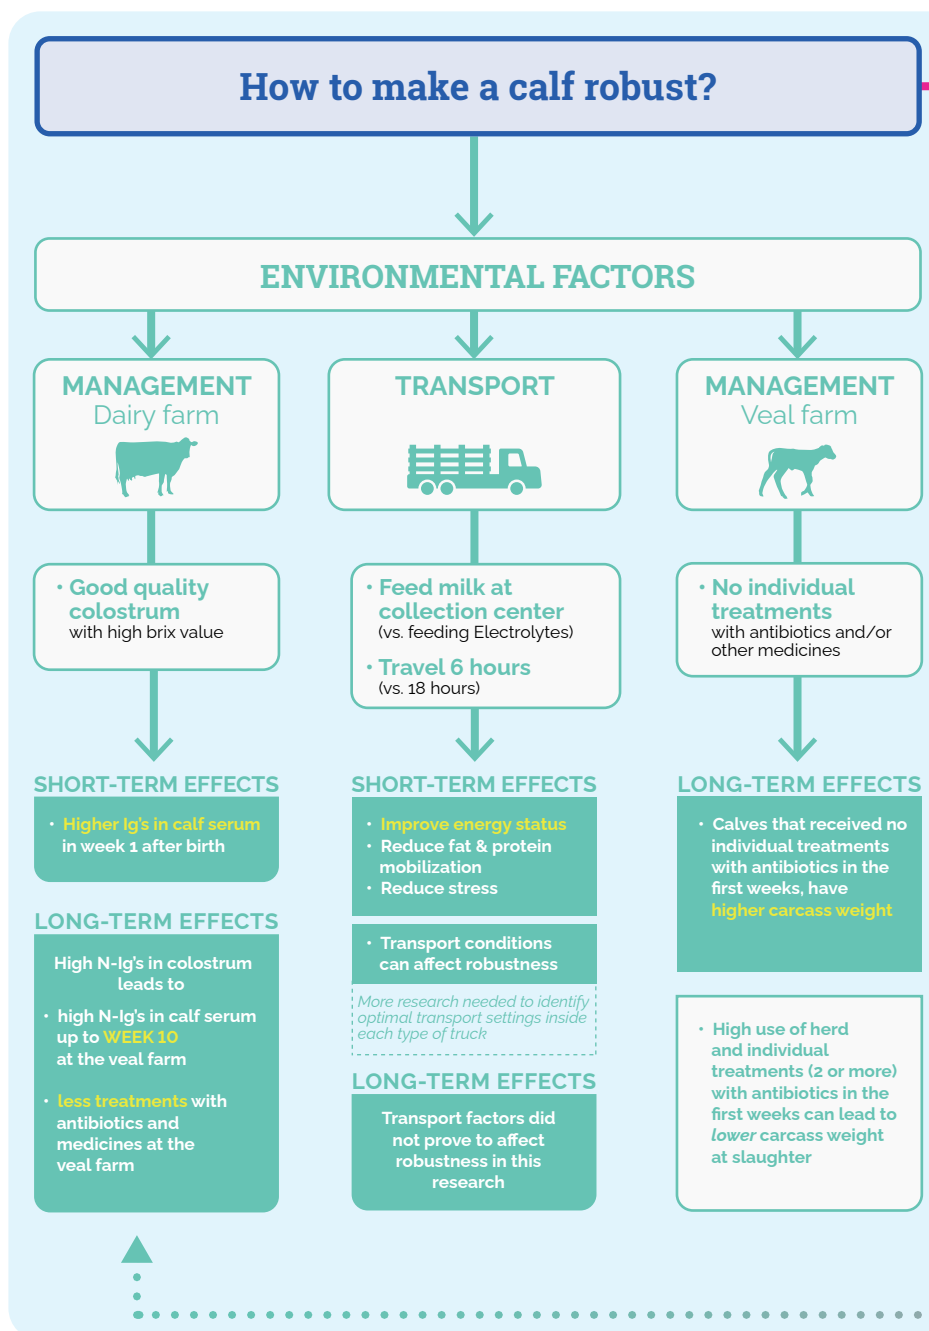 How to make a calf robust?
ENVIRONMENTAL FACTORS
MANAGEMENT
Dairy farm
• Good quality
colostrum
with high brix value
SHORT-TERM EFFECTS
• Higher Ig's in calf serum
in week 1 after birth
LONG-TERM EFFECTS
High N-Ig's in colostrum
leads to
• high N-Ig's in calf serum
up to WEEK 10
at the veal farm
• less treatments with
antibiotics and
medicines at the
veal farm
TRANSPORT
• Feed milk at
collection center
(vs. feeding Electrolytes)
• Travel 6 hours
(vs. 18 hours)
SHORT-TERM EFFECTS
• Improve energy status
• Reduce fat & protein
mobilization
• Reduce stress
• Transport conditions
can affect robustness
More research needed to identify
optimal transport settings inside
each type of truck
LONG-TERM EFFECTS
Transport factors did
not prove to affect
robustness in this
research
MANAGEMENT
Veal farm
• No individual
treatments
with antibiotics and/or
other medicines
LONG-TERM EFFECTS
• Calves that received no
individual treatments
with antibiotics in the
first weeks, have
higher carcass weight
• High use of herd
and individual
treatments (2 or more)
with antibiotics in the
first weeks can lead to
lower carcass weight
at slaughter